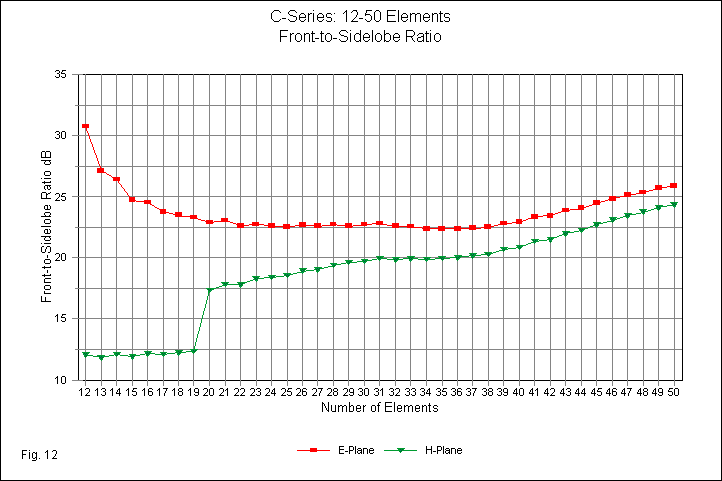 C-Series: 12-50 Elements
Front-to-Sidelobe Ratio
35
30
25
20
15
10
Front-to-Sidelobe Ratio dB
12 13 14 15 16 17 18 19 20 21 22 23 24 25 26 27 28 29 30 31 32 33 34 35 36 37 38 39 40 41 42 43 44 45 46 47 48 49 50
Number of Elements
E-Plane H-Plane
Fig. 12